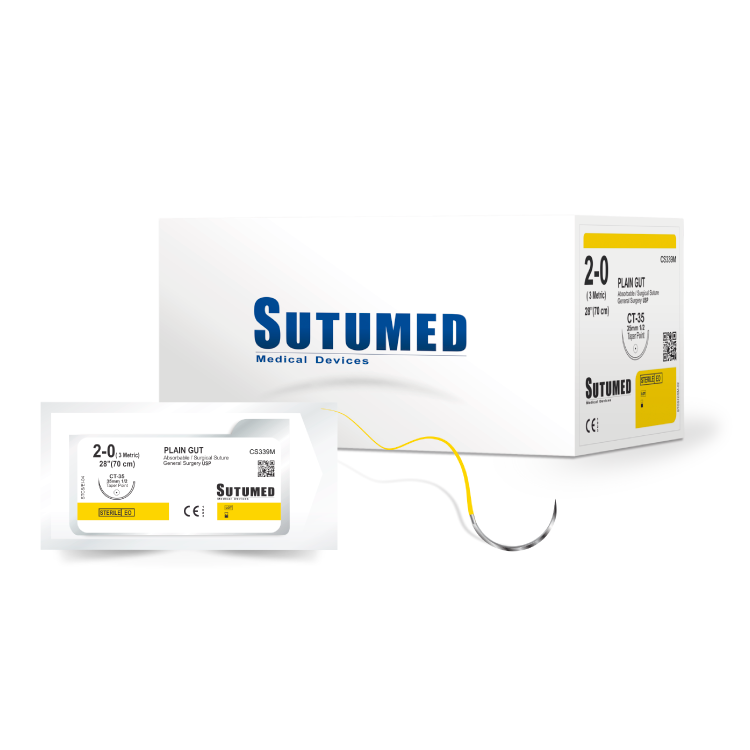 SUTUMED
Medical Devices
2-0
(3 Metric)
28"(70 cm)
CS339M
PLAIN GUT
Absorbable / Surgical Suture
General Surgery USP
CT-35
35mm 1/2
Taper Point
STERILE EO
SUTUMED
Medical Devices
CE
2-0 (3 Metric)
28"(70 cm)
PLAIN GUT
Absorbable / Surgical Suture
General Surgery USP
CS339M
CT-35
35mm 1/2
Taper Point
SUTUMED
Medical Devices
STERILE EO
CE